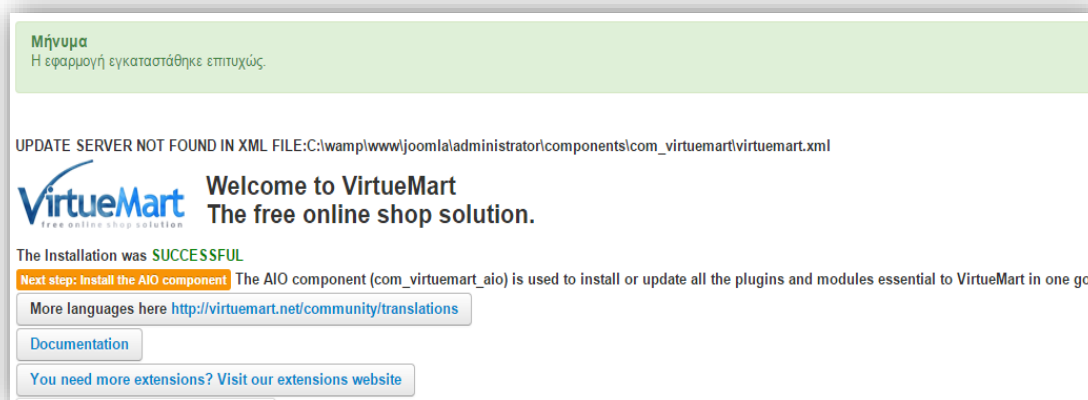 Μήνυμα
Η εφαρμογή εγκαταστάθηκε επιτυχώς.
UPDATE SERVER NOT FOUND IN XML FILE:C:\wamp\www\joomla\administrator\components\com_virtuemart\virtuemart.xml
VirtueMart
free online shop solution
Welcome to VirtueMart
The free online shop solution.
The Installation was SUCCESSFUL
Next step: Install the AIO component The AIO component (com_virtuemart_aio) is used to install or update all the plugins and modules essential to VirtueMart in one go
More languages here http://virtuemart.net/community/translations
Documentation
You need more extensions? Visit our extensions website